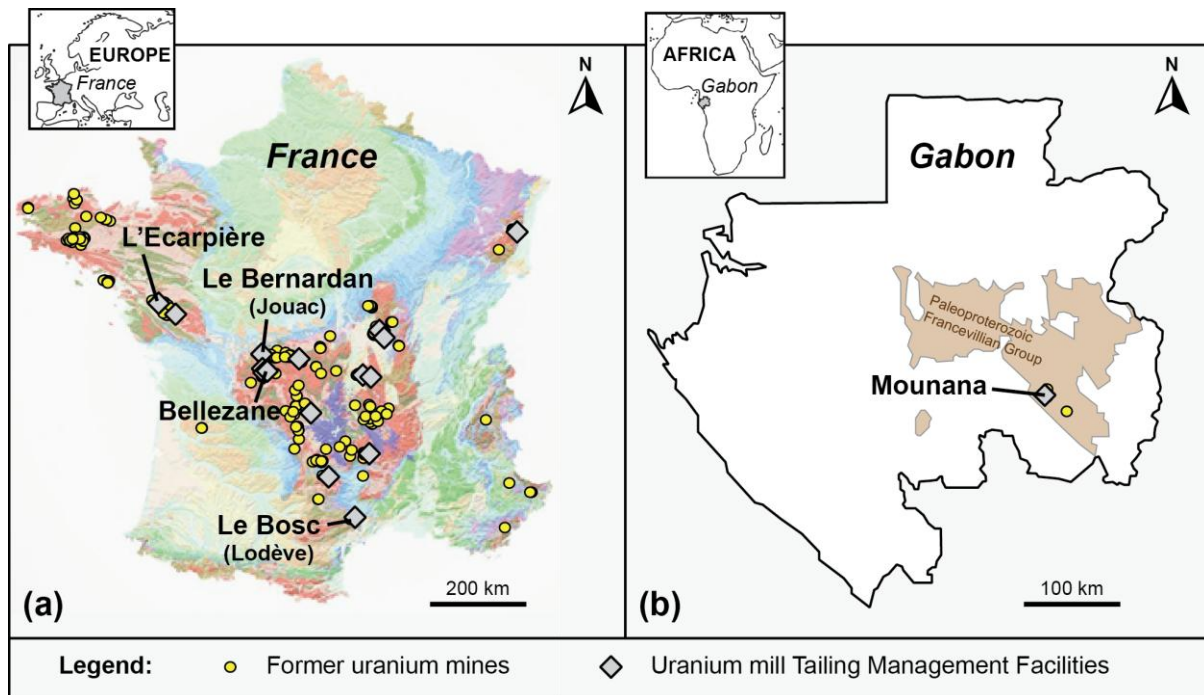 EUROPE
France
N
France
L'Ecarpière
Le Bernardan
(Jouac)
Bellezane
Le Bosc
(Lodève)
200 km
(a)
AFRICA
Gabon
N
Gabon
Paleoproterozoic
Francevillian Group
Mounana
100 km
(b)
Legend:
Former uranium mines
Uranium mill Tailing Management Facilities